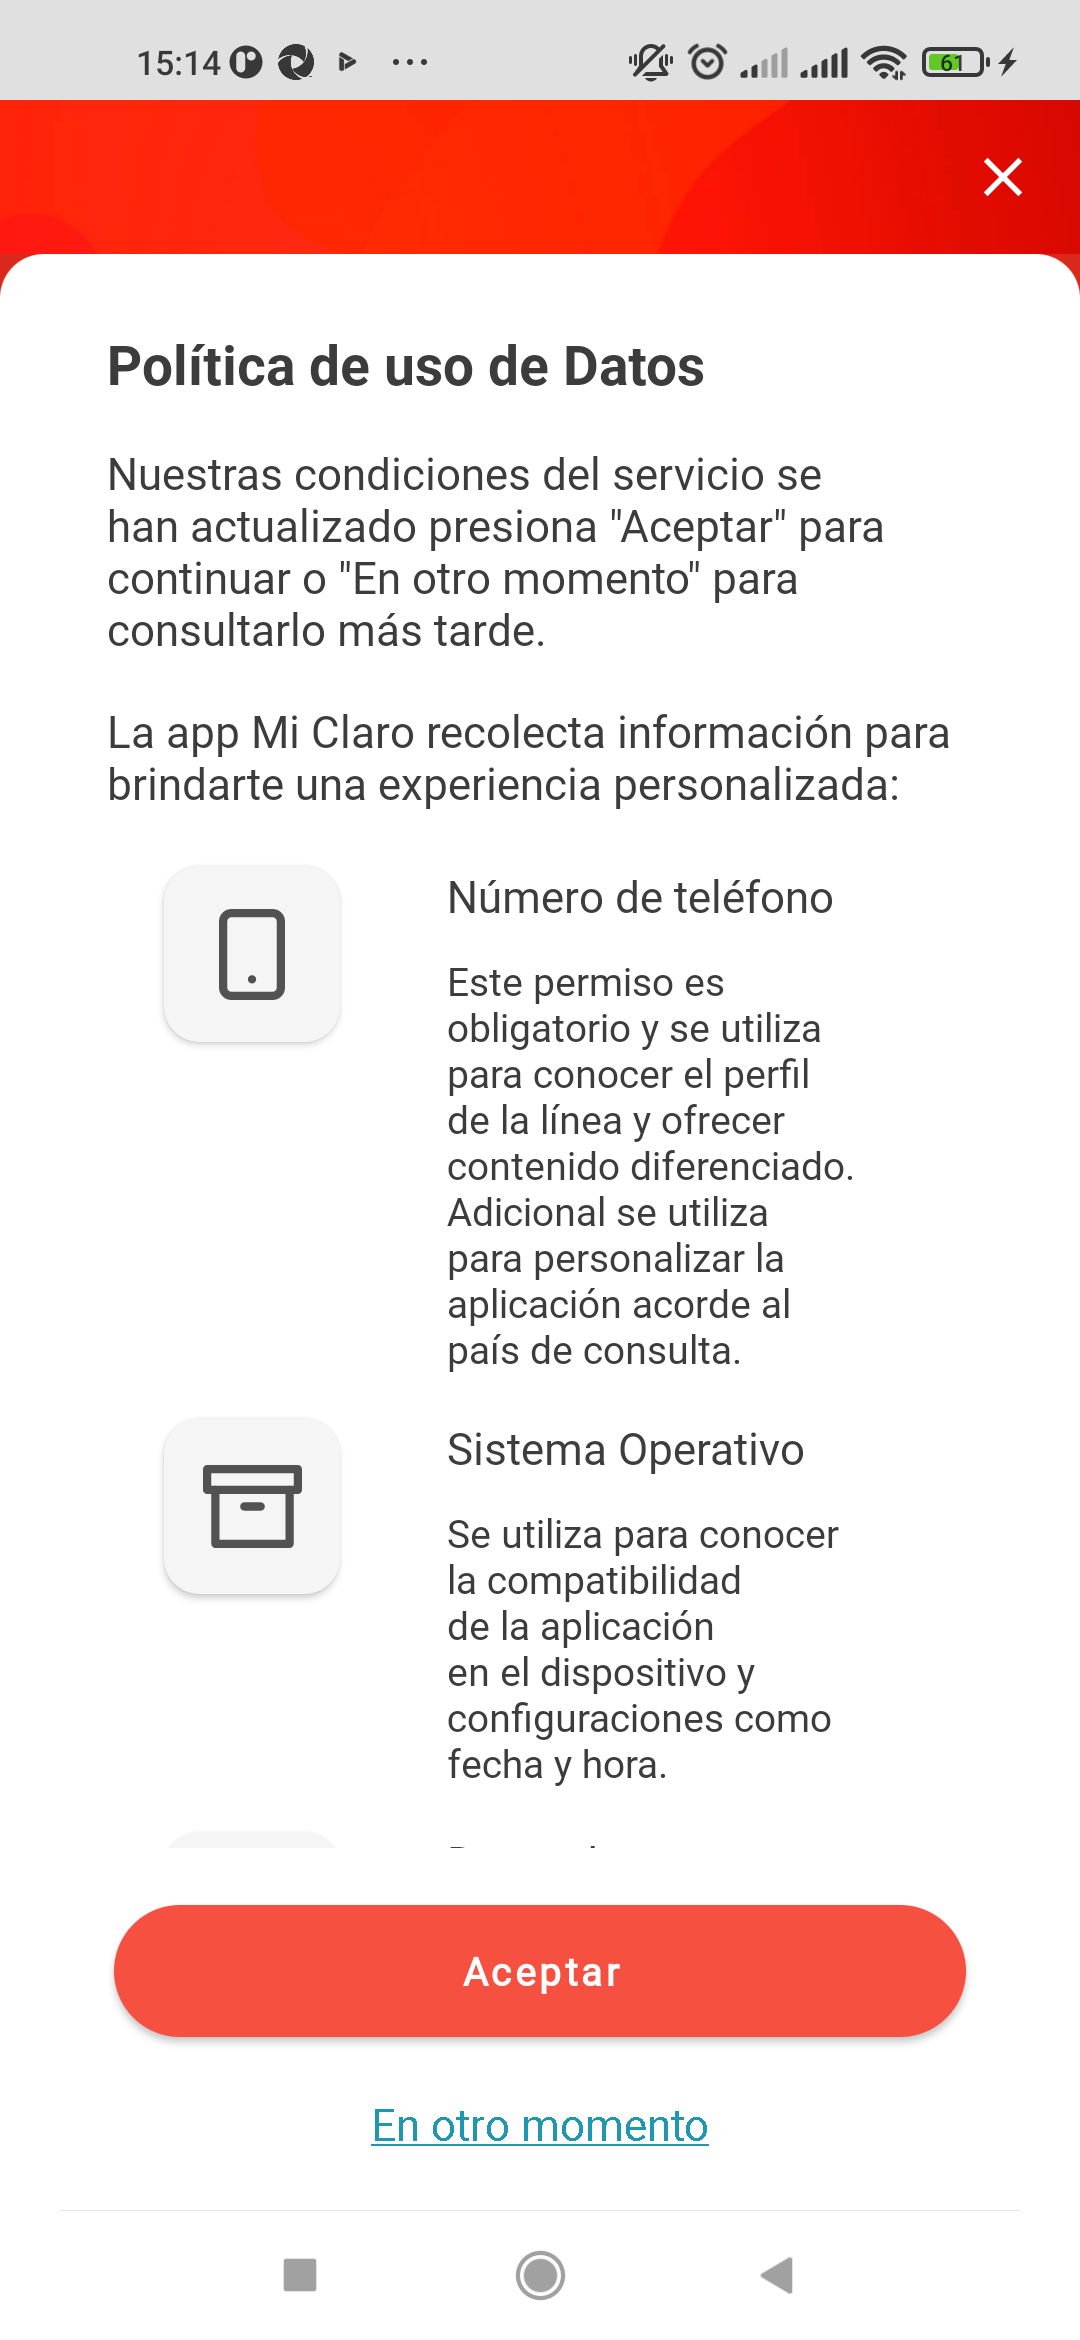 15:14
61
Política de uso de Datos
Nuestras condiciones del servicio se
han actualizado presiona "Aceptar" para
continuar o "En otro momento" para
consultarlo más tarde.
La app Mi Claro recolecta información para
brindarte una experiencia personalizada:
Número de teléfono
Este permiso es
obligatorio y se utiliza
para conocer el perfil
de la línea y ofrecer
contenido diferenciado.
Adicional se utiliza
para personalizar la
aplicación acorde al
país de consulta.
Sistema Operativo
Se utiliza para conocer
la compatibilidad
de la aplicación
en el dispositivo y
configuraciones como
fecha y hora.
Aceptar
En otro momento